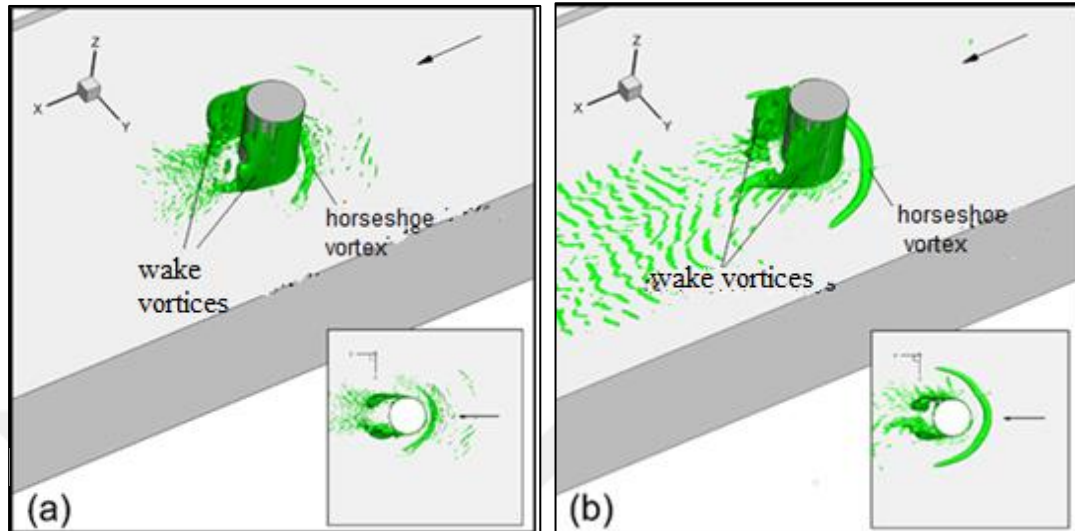 Z
X
Y
horseshoe
vortex
wake
vortices
(a)
Z
X
Y
horseshoe
vortex
wake vortices
(b)